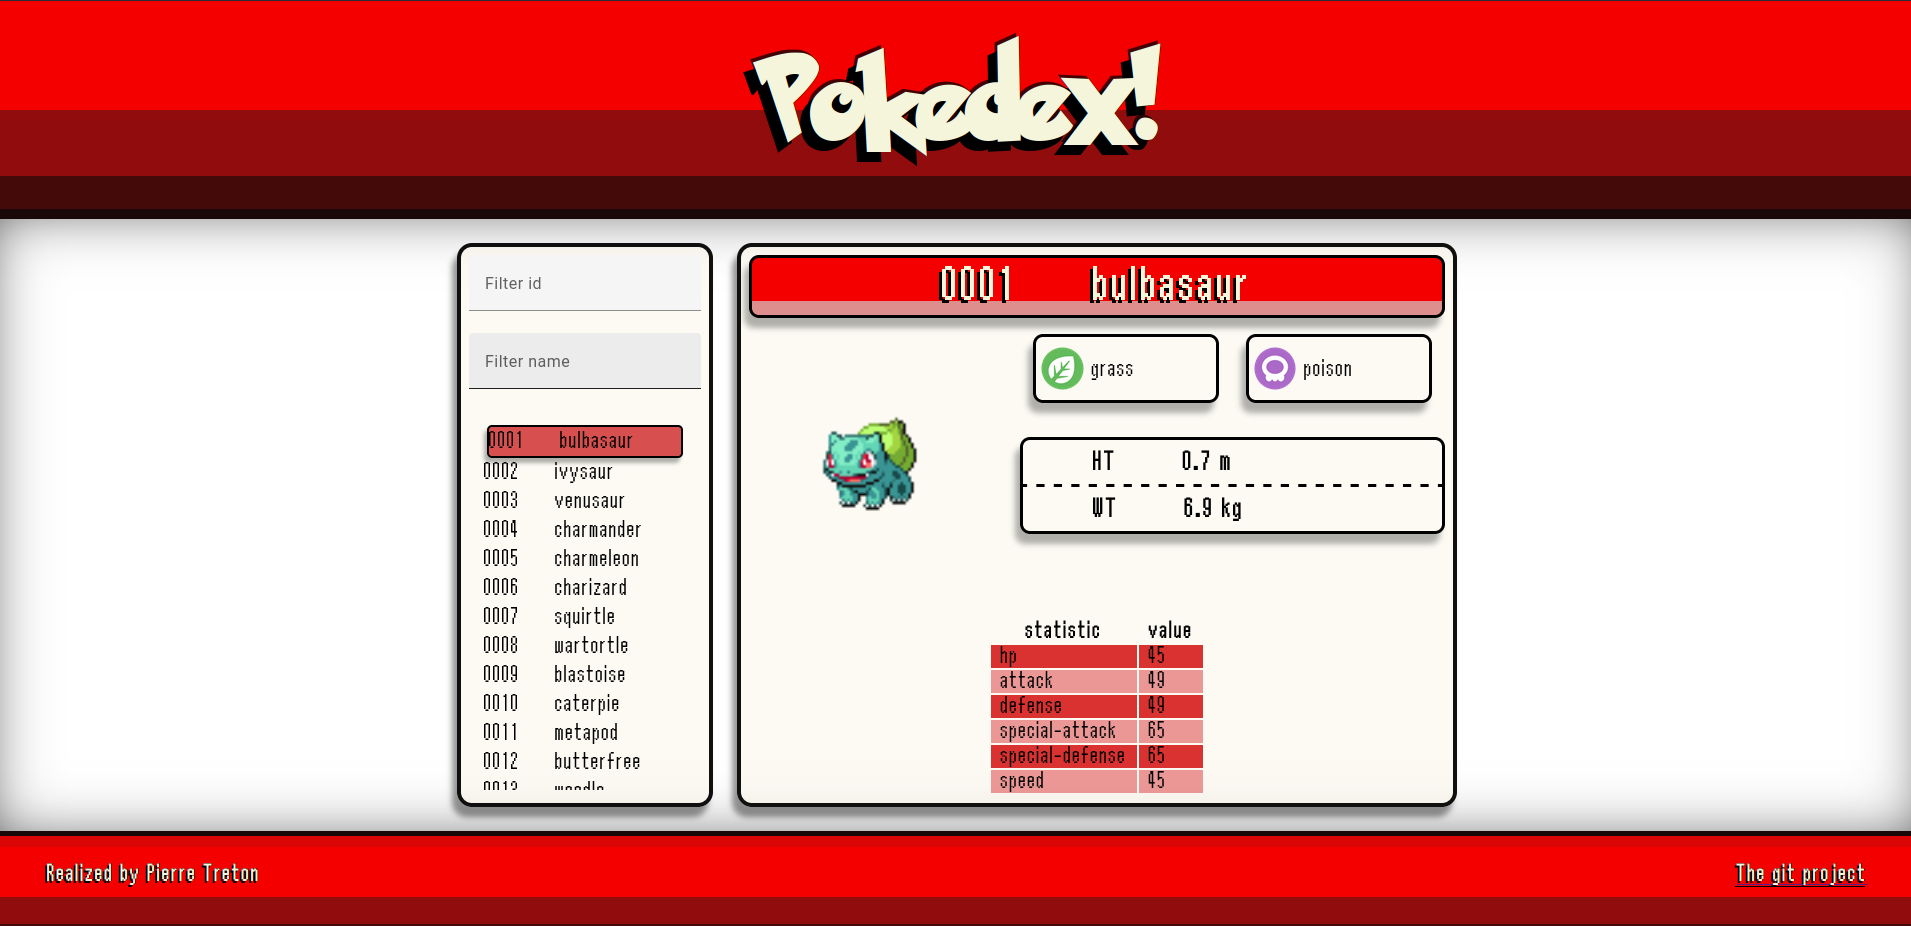 Pokedex!
Filter id
Filter name
0001 bulbasaur
0002 ivysaur
0003 venusaur
0004 charmander
0005 charmeleon
0006 charizard
0007 squirtle
0008 wartortle
0009 blastoise
0010 caterpie
0011 metapod
0012 butterfree
0013 weedle
0001 bulbasaur
grass
poison
HT 0.7 m
WT 6.9 kg
statistic value
hp 45
attack 49
defense 49
special-attack 65
special-defense 65
speed 45
Realized by Pierre Treton
The git project